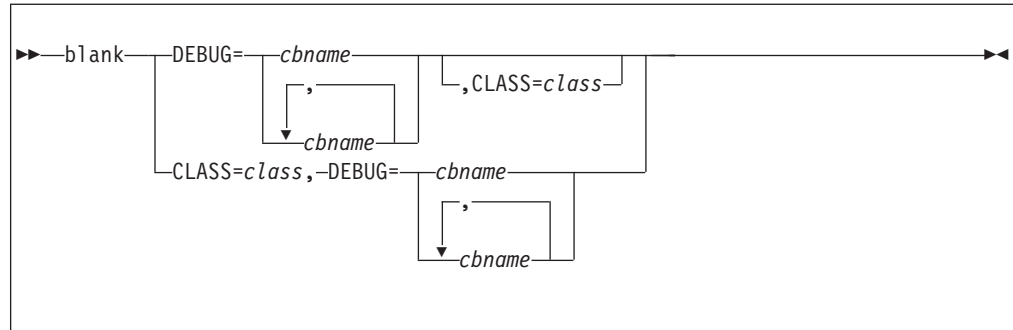 blank DEBUG= cbname ,CLASS=class
,
cbname
CLASS=class, DEBUG= cbname
,
cbname